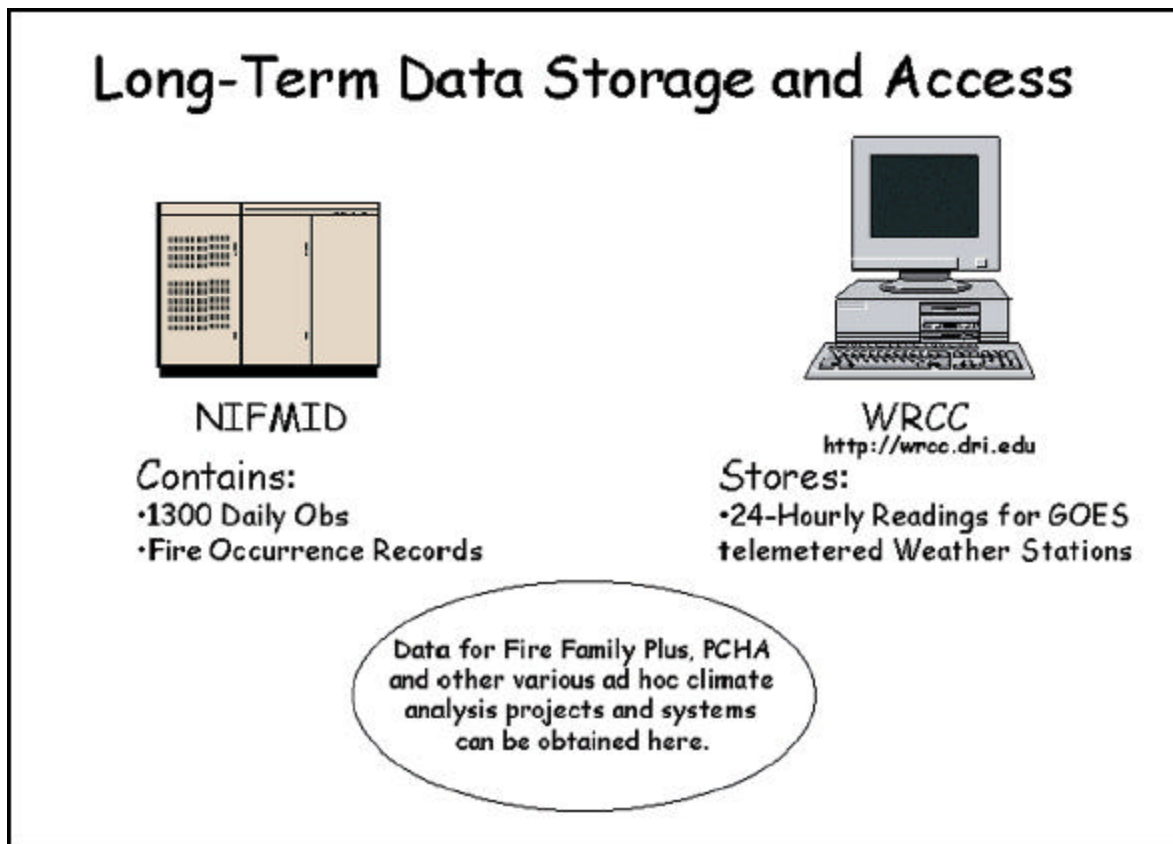 Long-Term Data Storage and Access
NIFMID
Contains:
•1300 Daily Obs
•Fire Occurrence Records
WRCC
http://wrcc.dri.edu
Stores:
•24-Hourly Readings for GOES
telemetered Weather Stations
Data for Fire Family Plus, PCHA
and other various ad hoc climate
analysis projects and systems
can be obtained here.